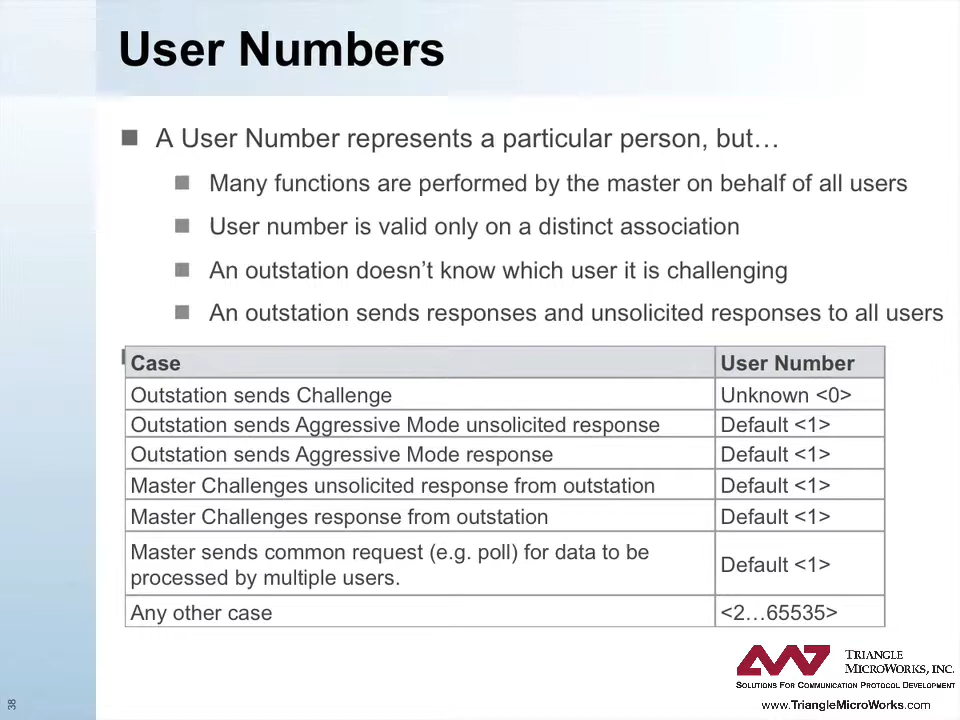 User Numbers
A User Number represents a particular person, but…
Many functions are performed by the master on behalf of all users
User number is valid only on a distinct association
An outstation doesn’t know which user it is challenging
An outstation sends responses and unsolicited responses to all users
Case User Number
Outstation sends Challenge Unknown <0>
Outstation sends Aggressive Mode unsolicited response Default <1>
Outstation sends Aggressive Mode response Default <1>
Master Challenges unsolicited response from outstation Default <1>
Master Challenges response from outstation Default <1>
Master sends common request (e.g. poll) for data to be
processed by multiple users. Default <1>
Any other case <2…65535>
TRIANGLE
MICROWORKS, INC.
SOLUTIONS FOR COMMUNICATION PROTOCOL DEVELOPMENT
www.TriangleMicroWorks.com
38